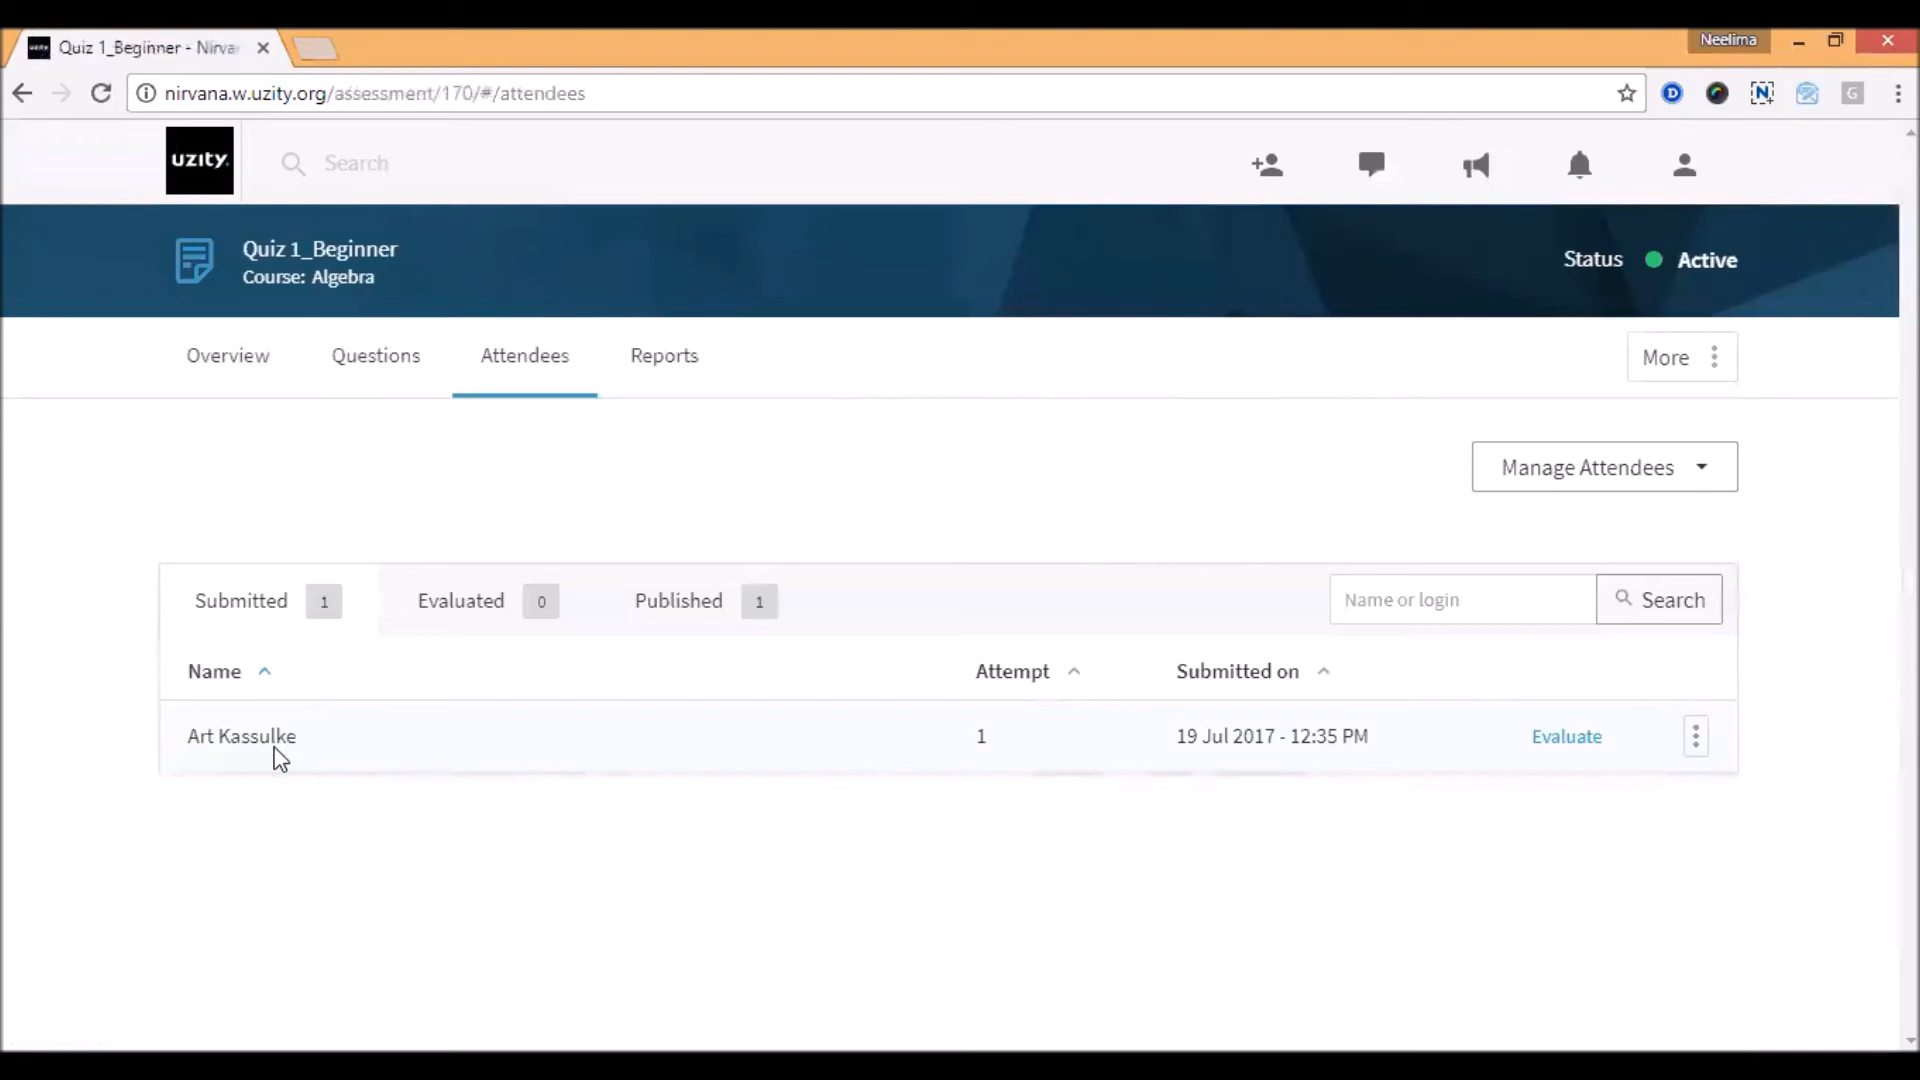 Quiz 1_Beginner - Nirva
Neelima
nirvana.w.uzity.org/assessment/170/#/attendees
D
N
G
uzity.
Search
Quiz 1_Beginner
Course: Algebra
Status Active
Overview Questions Attendees Reports More
Manage Attendees
Submitted 1 Evaluated 0 Published 1 Name or login Search
Name Attempt Submitted on
Art Kassulke 1 19 Jul 2017 - 12:35 PM Evaluate